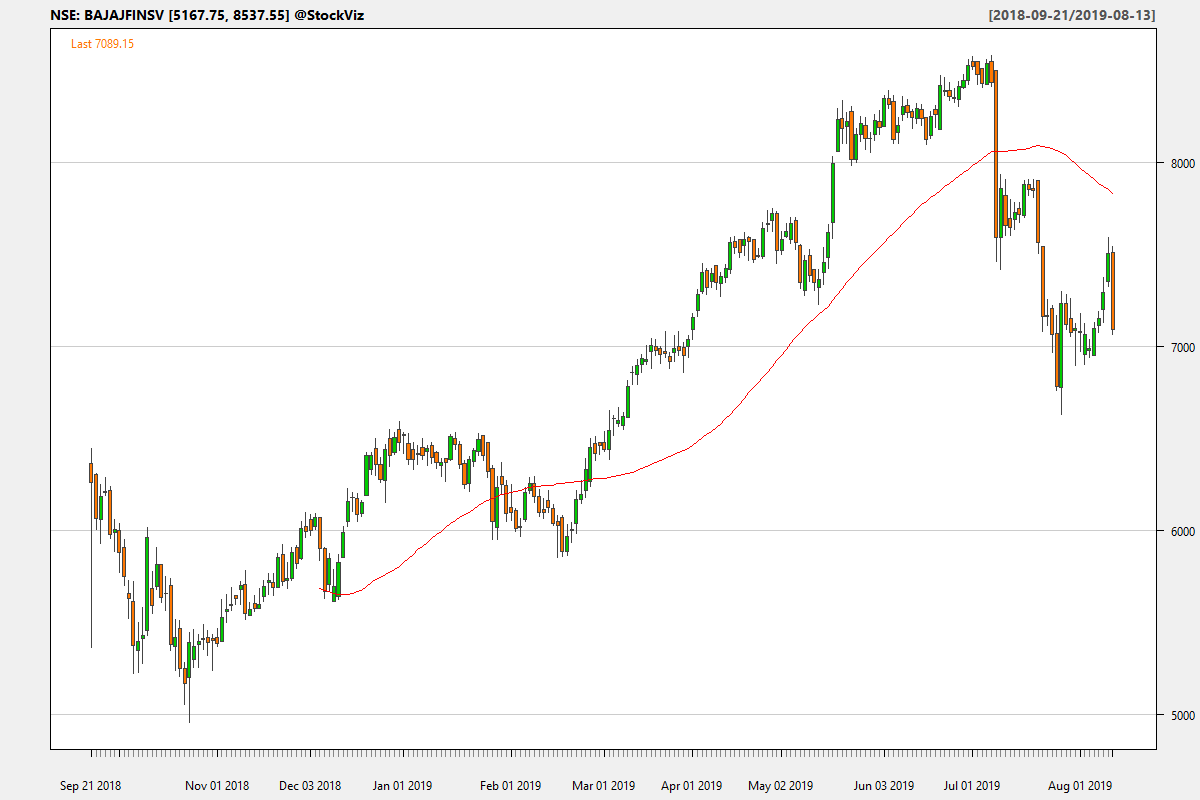 NSE: BAJAJFINSV [5167.75, 8537.55] @StockViz
[2018-09-21/2019-08-13]
Last 7089.15
8000
7000
6000
5000
Sep 21 2018 Nov 01 2018 Dec 03 2018 Jan 01 2019 Feb 01 2019 Mar 01 2019 Apr 01 2019 May 02 2019 Jun 03 2019 Jul 01 2019 Aug 01 2019